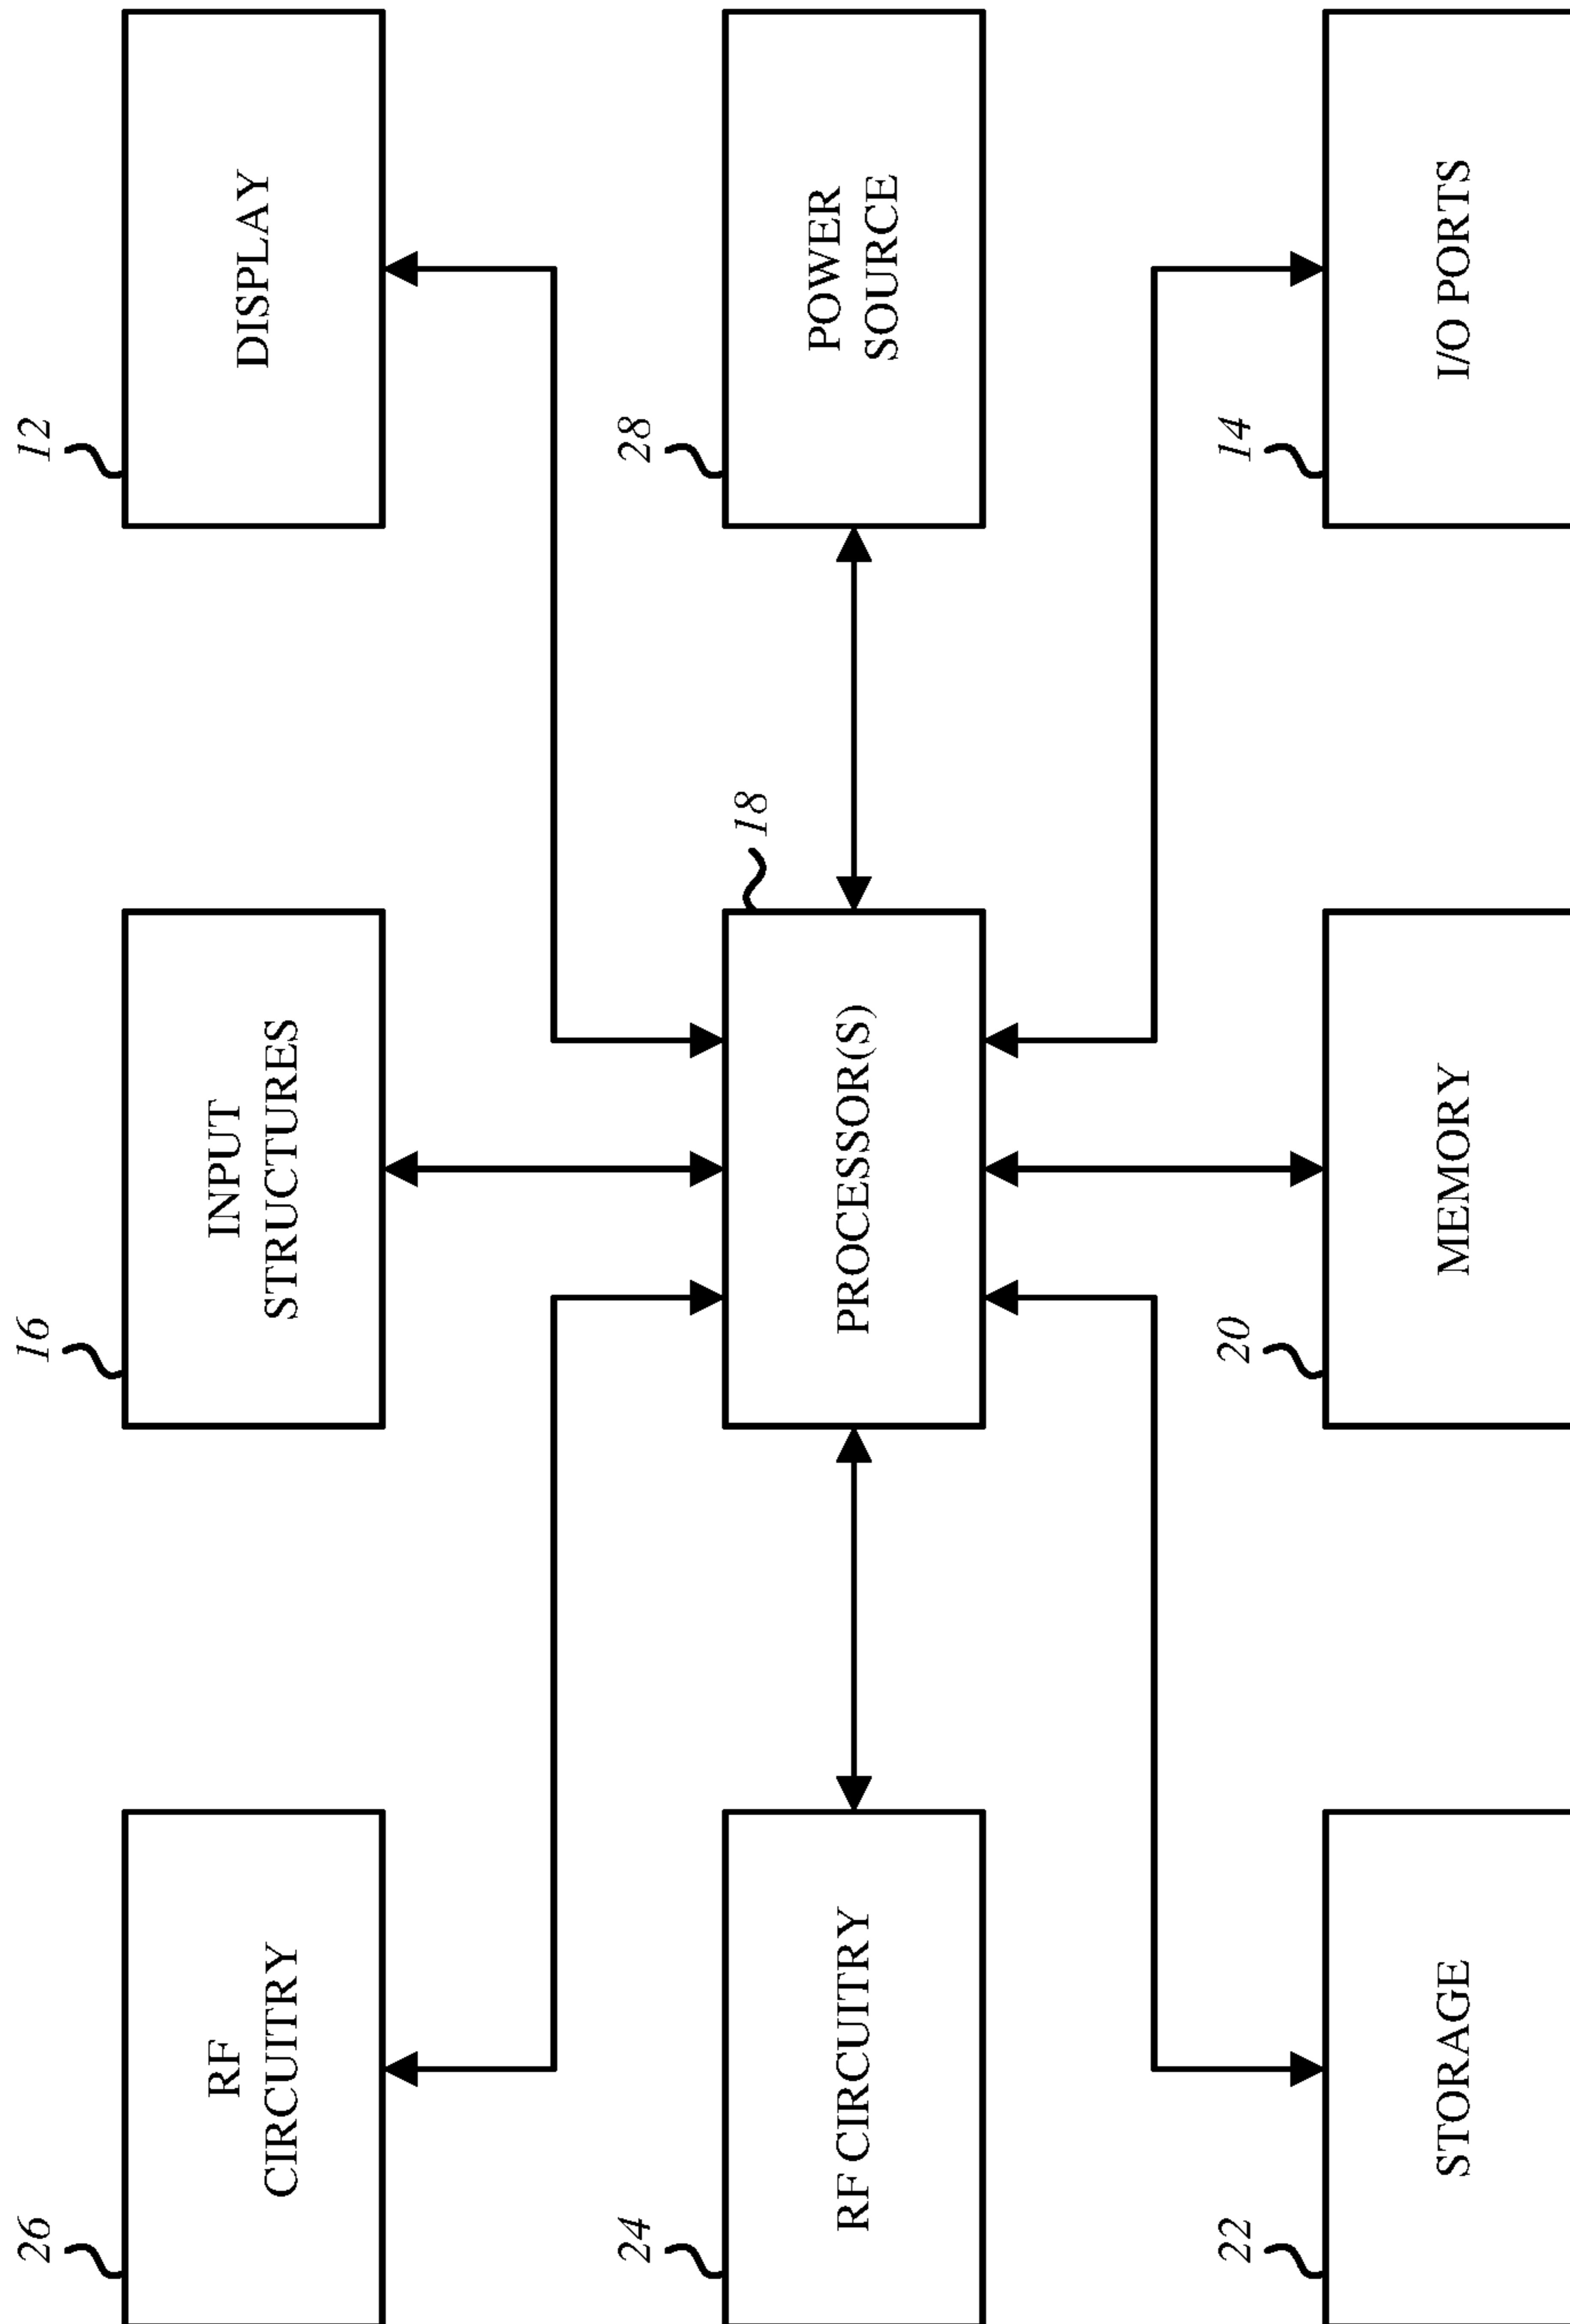 26
RF
CIRCUITRY
16
INPUT
STRUCTURES
12
DISPLAY
24
RF CIRCUITRY
18
PROCESSOR(S)
28
POWER
SOURCE
22
STORAGE
20
MEMORY
14
I/O PORTS